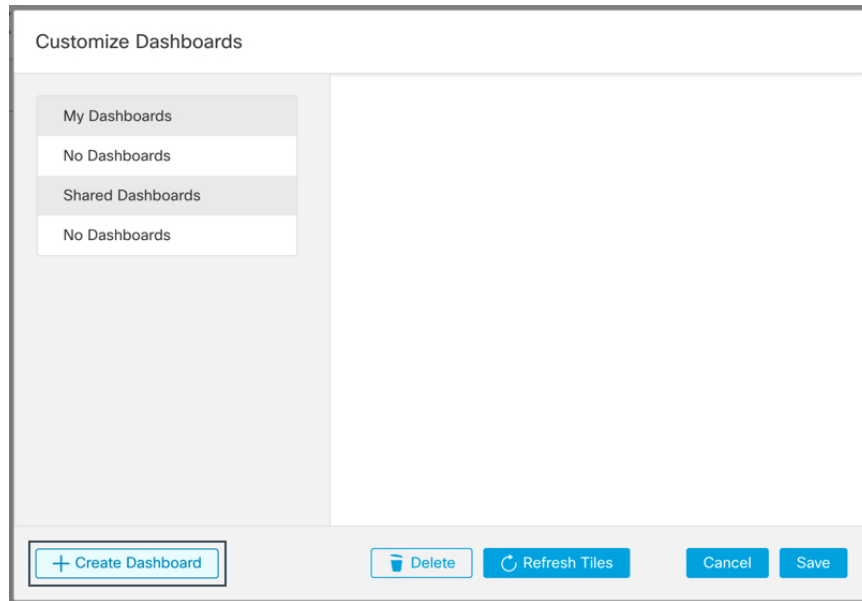 Customize Dashboards
My Dashboards
No Dashboards
Shared Dashboards
No Dashboards
Create Dashboard
Delete
Refresh Tiles
Cancel
Save